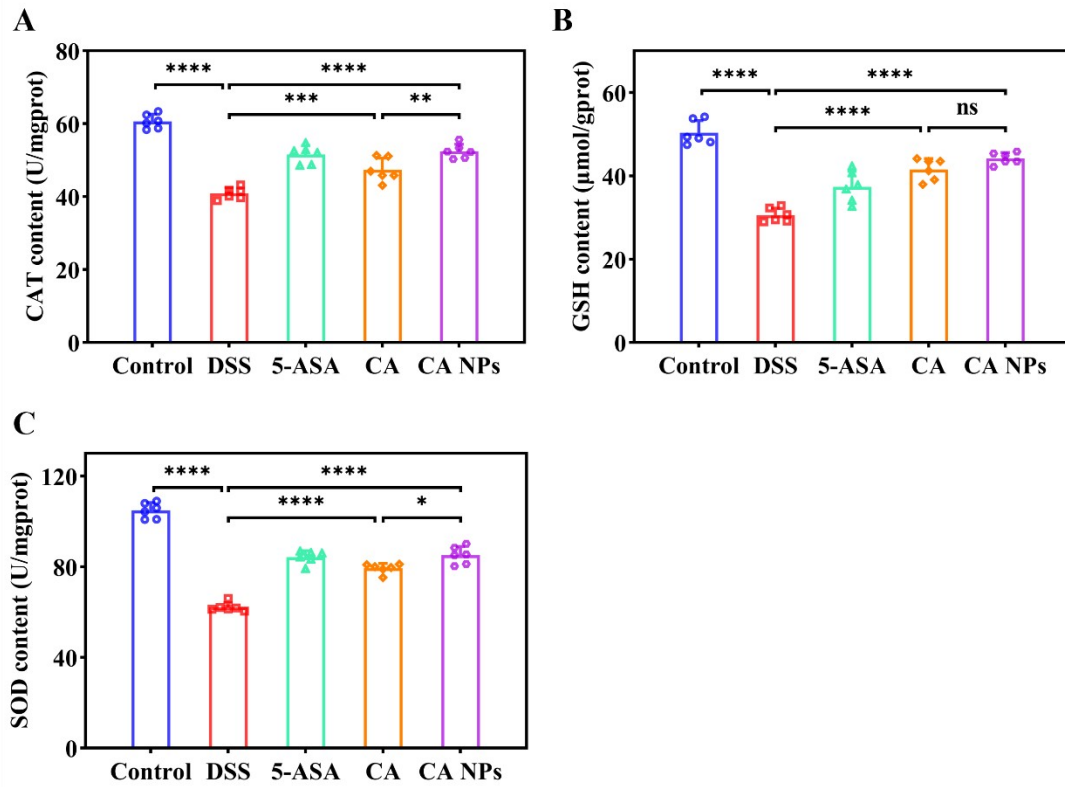 A
CAT content (U/mgprot)
80
60
40
20
0
**** ****
*** **
Control DSS 5-ASA CA CA NPs
B
GSH content (μmol/gprot)
60
40
20
0
**** ****
**** ns
Control DSS 5-ASA CA CA NPs
C
SOD content (U/mgprot)
120
80
40
0
**** ****
**** *
Control DSS 5-ASA CA CA NPs